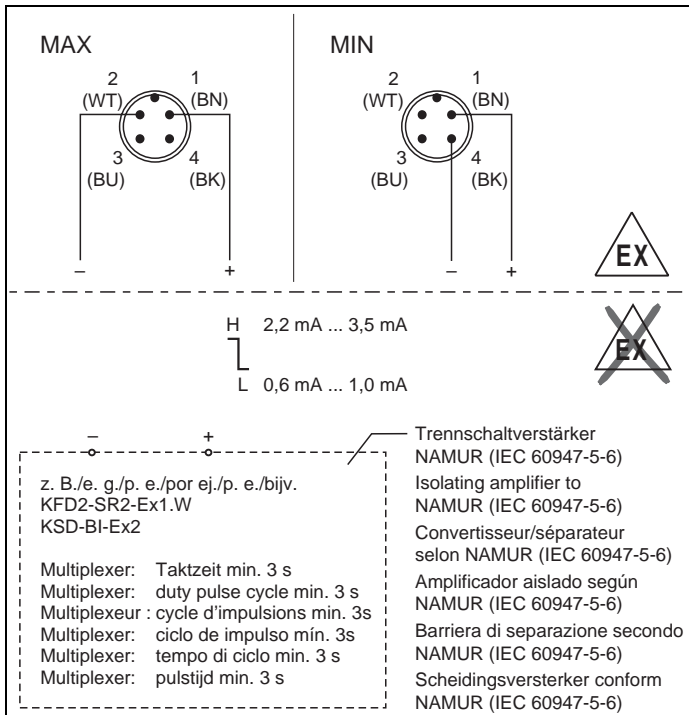 MAX
2 1
(WT) (BN)
3 4
(BU) (BK)
– +
MIN
2 1
(WT) (BN)
3 4
(BU) (BK)
– +
EX
H 2,2 mA ... 3,5 mA
L 0,6 mA ... 1,0 mA
EX
– +
z. B./e. g./p. e./por ej./p. e./bijv.
KFD2-SR2-Ex1.W
KSD-BI-Ex2
Multiplexer: Taktzeit min. 3 s
Multiplexer: duty pulse cycle min. 3 s
Multiplexeur : cycle d'impulsions min. 3s
Multiplexer: ciclo de impulso mín. 3s
Multiplexer: tempo di ciclo min. 3 s
Multiplexer: pulstijd min. 3 s
Trennschaltverstärker
NAMUR (IEC 60947-5-6)
Isolating amplifier to
NAMUR (IEC 60947-5-6)
Convertisseur/séparateur
selon NAMUR (IEC 60947-5-6)
Amplificador aislado según
NAMUR (IEC 60947-5-6)
Barriera di separazione secondo
NAMUR (IEC 60947-5-6)
Scheidingsversterker conform
NAMUR (IEC 60947-5-6)